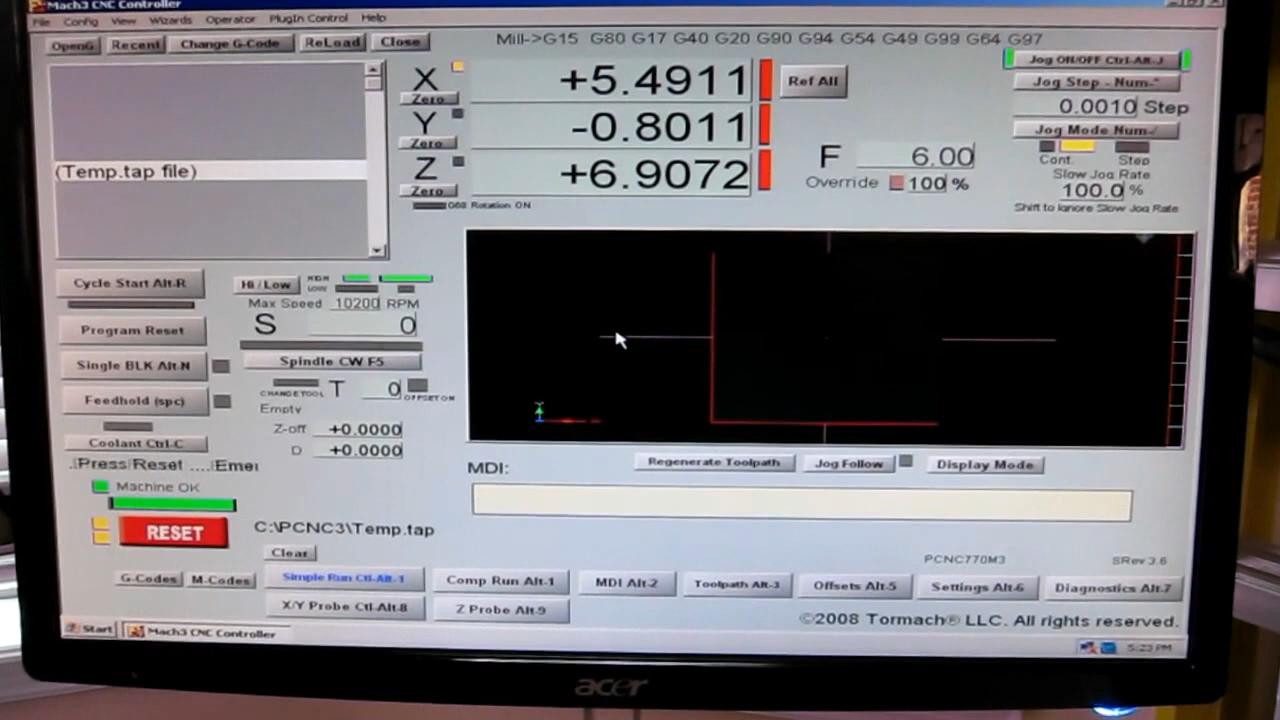 Mach3 CNC Controller
File Config View Wizards Operator PlugIn Control Help
OpenG Recent Change G-Code ReLoad Close
Mill->G15 G80 G17 G40 G20 G90 G94 G54 G49 G99 G64 G97
Jog ON/OFF Ctrl-Alt-J
X +5.4911 Ref All
Zero
Jog Step - Num-*
0.0010 Step
Y -0.8011
Zero
Jog Mode Num-/
Cont. Step
F 6.00
Override 100 %
Slow Jog Rate
100.0 %
Shift to Ignore Slow Jog Rate
(Temp.tap file)
Z +6.9072
Zero
G68 Rotation ON
Cycle Start Alt-R
Hi / Low HIGH
LOW
Max Speed 10200 RPM
S 0
Program Reset
Spindle CW F5
Single BLK Alt-N
CHANGE TOOL T 0 OFFSET ON
Feedhold (spc)
Empty
Z-off +0.0000
D +0.0000
Coolant Ctrl-C
.:Press/Reset ....Emer
MDI:
Regenerate Toolpath Jog Follow Display Mode
Machine OK
RESET
C:\PCNC3\Temp.tap
Clear
PCNC770M3 SRev 3.6
G-Codes M-Codes Simple Run Ctl-Alt-1 Comp Run Alt-1 MDI Alt-2 Toolpath Alt-3 Offsets Alt-5 Settings Alt-6 Diagnostics Alt-7
X/Y Probe Ctl-Alt-8 Z Probe Alt-9
©2008 Tormach® LLC. All rights reserved.
Start Mach3 CNC Controller
5:23 PM
acer